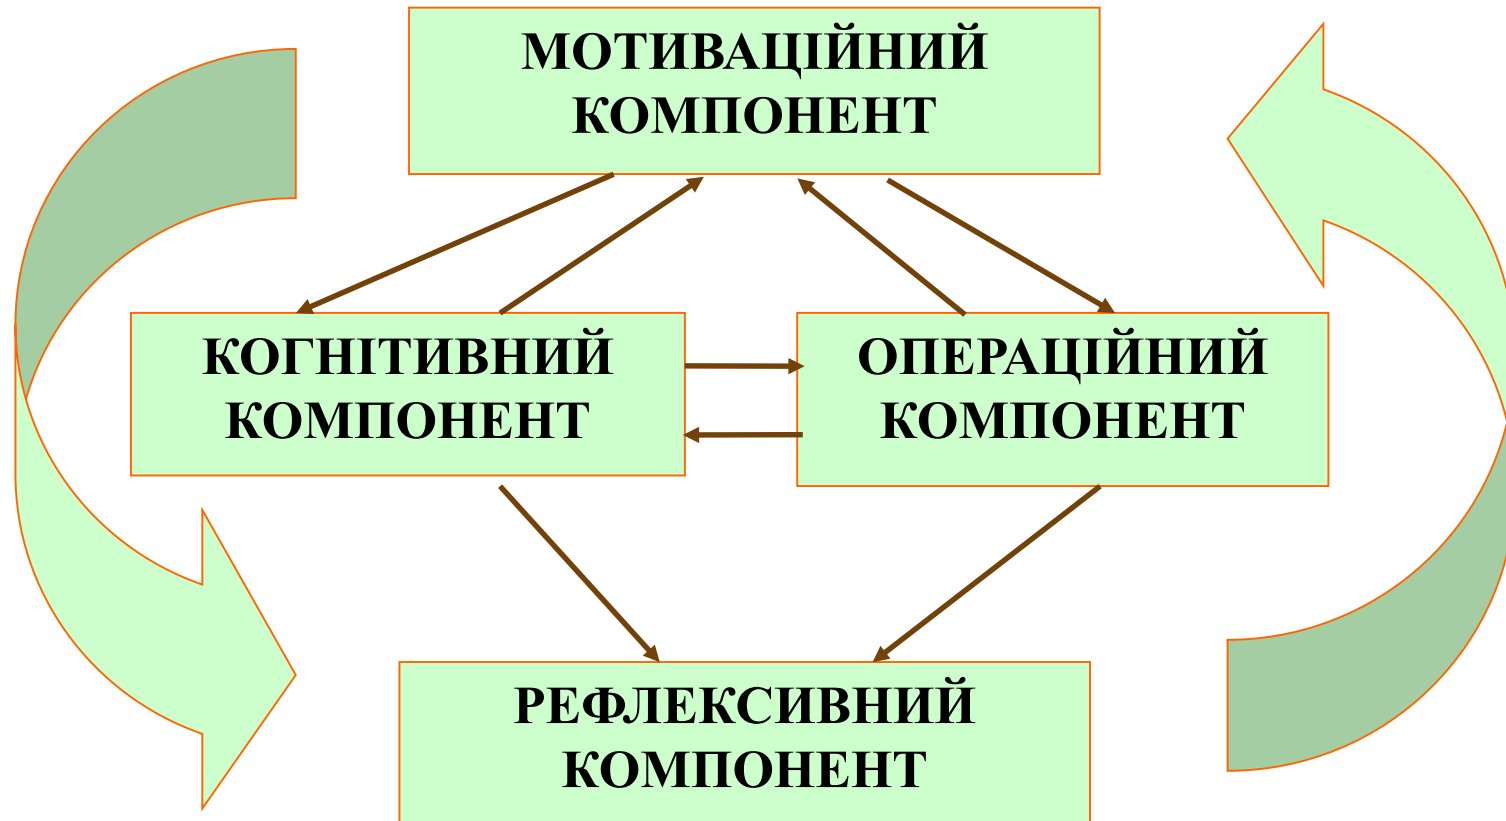 МОТИВАЦІЙНИЙ
КОМПОНЕНТ
КОГНІТИВНИЙ
КОМПОНЕНТ
ОПЕРАЦІЙНИЙ
КОМПОНЕНТ
РЕФЛЕКСИВНИЙ
КОМПОНЕНТ